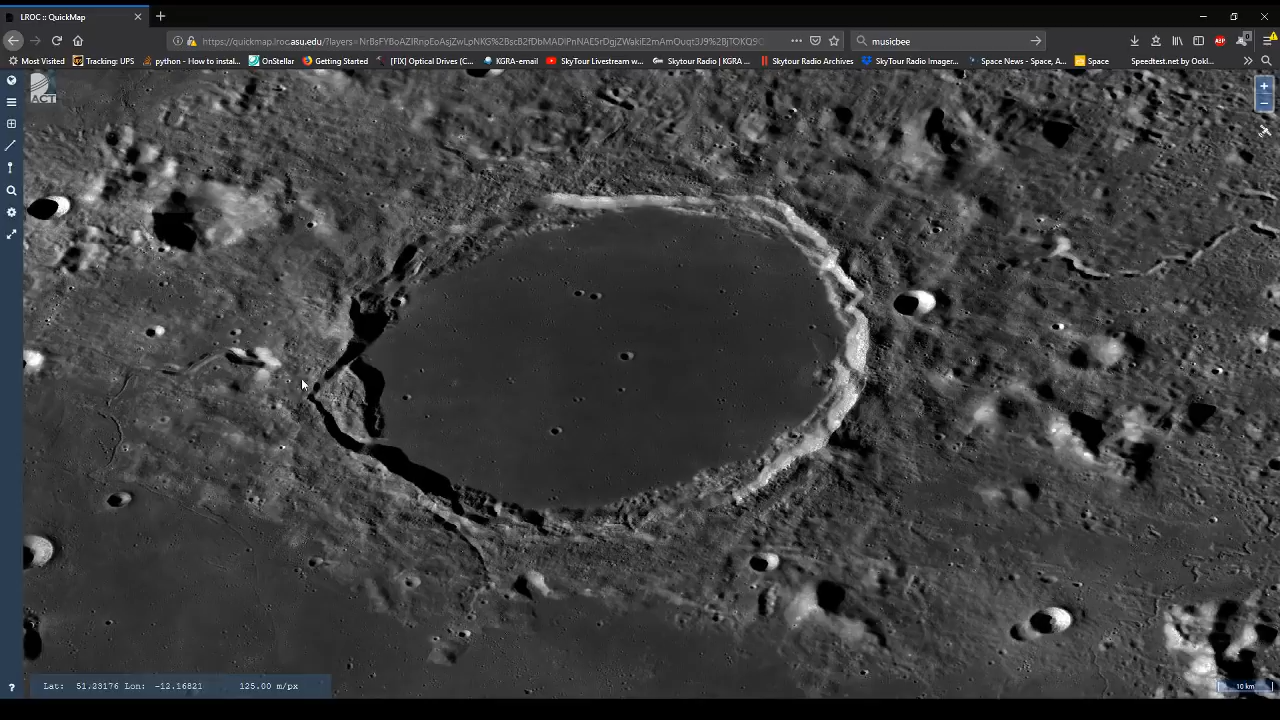 LROC :: QuickMap
https://quickmap.lroc.asu.edu/?layers=
musicbee
Most Visited
Tracking: UPS
python - How to instal...
OnStellar
Getting Started
[FIX] Optical Drives (C...
KGRA-email
SkyTour Livestream w...
Skytour Radio | KGRA ...
Skytour Radio Archives
SkyTour Radio Imager...
Space News - Space, A...
Space
Speedtest.net by Ookl...
ACT
Lat: 51.23176 Lon: -12.16821 125.00 m/px
10 km